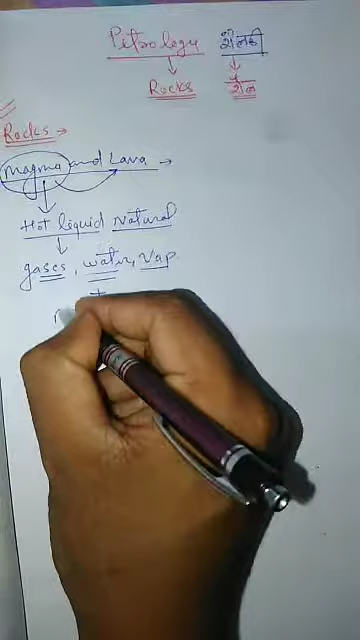 Petrology शैलकी
Rocks शैल
Rocks →
Magma and Lava →
Hot liquid Natural
gases, water, Vap
+